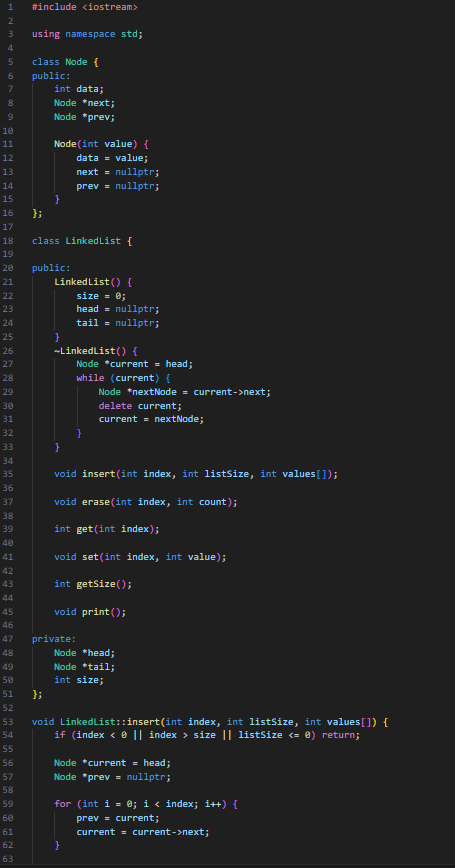 1 #include <iostream>
2
3 using namespace std;
4
5 class Node {
6 public:
7     int data;
8     Node *next;
9     Node *prev;
10
11     Node(int value) {
12         data = value;
13         next = nullptr;
14         prev = nullptr;
15     }
16 };
17
18 class LinkedList {
19
20 public:
21     LinkedList() {
22         size = 0;
23         head = nullptr;
24         tail = nullptr;
25     }
26     ~LinkedList() {
27         Node *current = head;
28         while (current) {
29             Node *nextNode = current->next;
30             delete current;
31             current = nextNode;
32         }
33     }
34
35     void insert(int index, int listSize, int values[]);
36
37     void erase(int index, int count);
38
39     int get(int index);
40
41     void set(int index, int value);
42
43     int getSize();
44
45     void print();
46
47 private:
48     Node *head;
49     Node *tail;
50     int size;
51 };
52
53 void LinkedList::insert(int index, int listSize, int values[]) {
54     if (index < 0 || index > size || listSize <= 0) return;
55
56     Node *current = head;
57     Node *prev = nullptr;
58
59     for (int i = 0; i < index; i++) {
60         prev = current;
61         current = current->next;
62     }
63